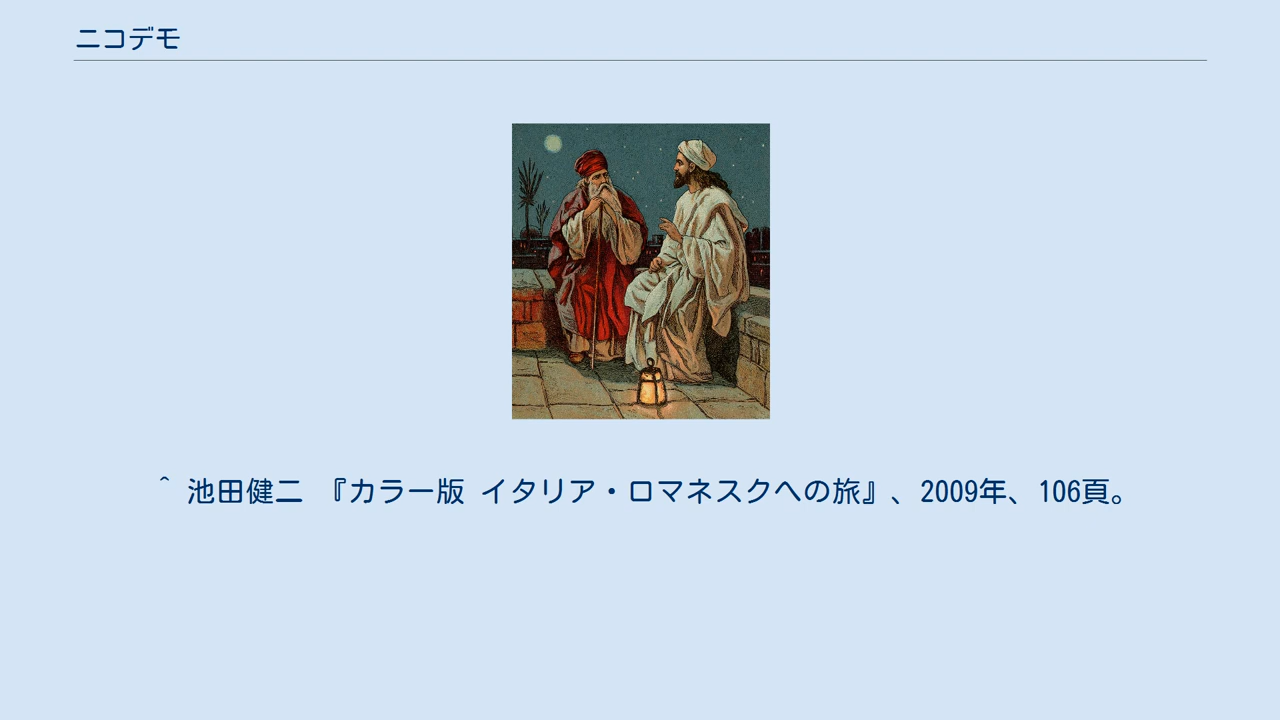 ニコデモ
^ 池田健二 『カラー版 イタリア・ロマネスクへの旅』、2009年、106頁。